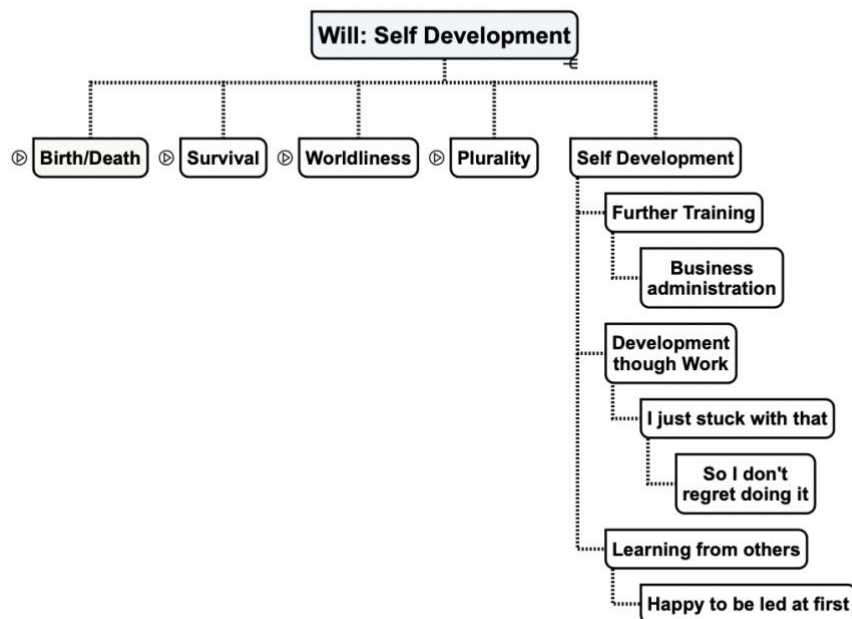 Will: Self Development
Birth/Death
Survival
Worldliness
Plurality
Self Development
Further Training
Business
administration
Development
though Work
I just stuck with that
So I don't
regret doing it
Learning from others
Happy to be led at first